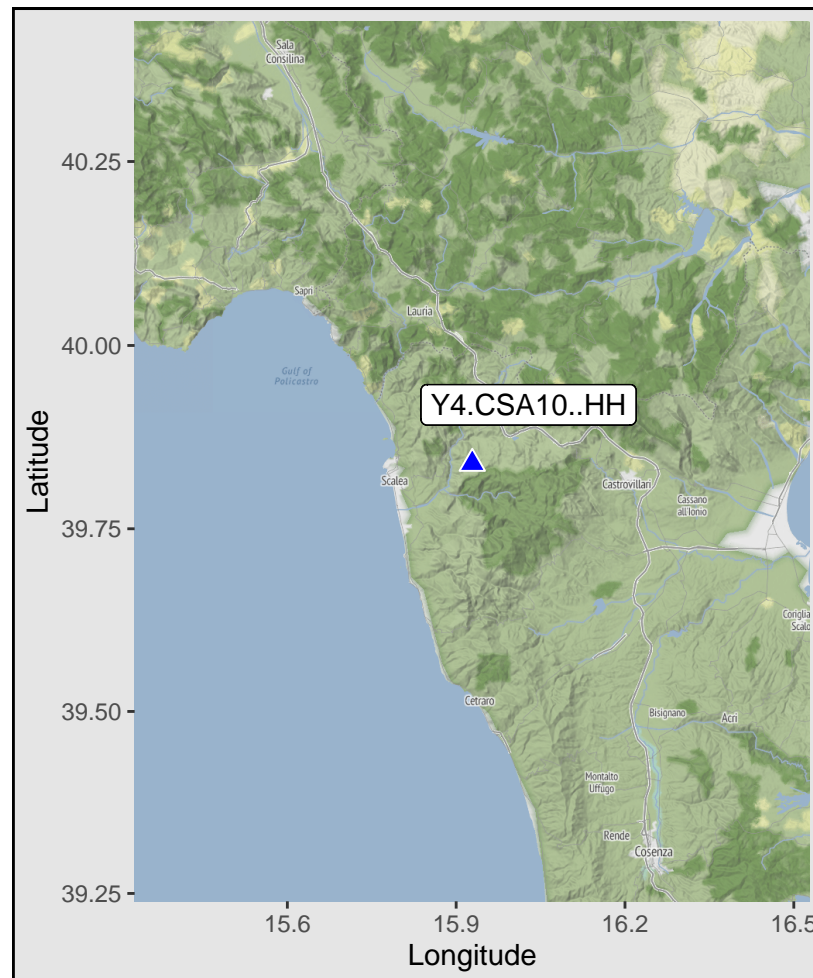 Sala
Consilina
40.25
Sapri
Lauria
40.00
Gulf of
Policastro
Y4.CSA10..HH
Latitude
Scalea
Castrovillari
Cassano
all'Ionio
39.75
Coriglia
Scalo
39.50
Cetraro
Bisignano
Acri
Montalto
Uffugo
Rende
Cosenza
39.25
15.6
15.9
16.2
16.5
Longitude